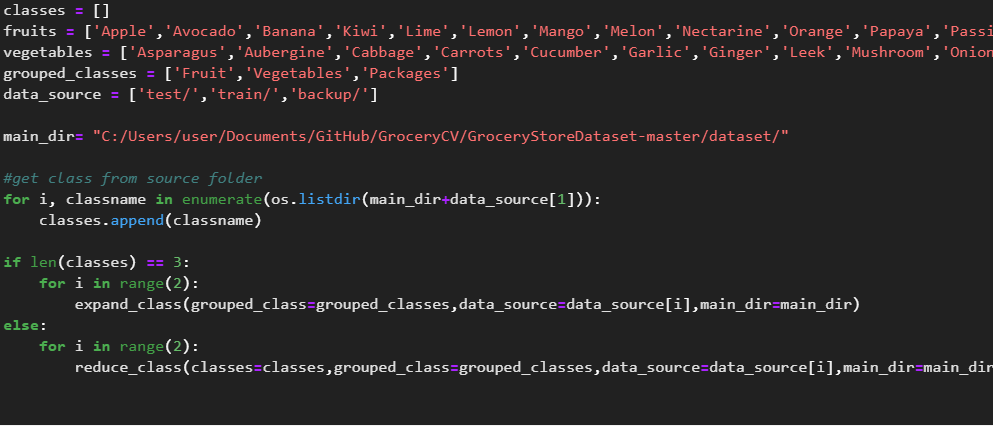 classes = []
fruits = ['Apple','Avocado','Banana','Kiwi','Lime','Lemon','Mango','Melon','Nectarine','Orange','Papaya','Passi
vegetables = ['Asparagus','Aubergine','Cabbage','Carrots','Cucumber','Garlic','Ginger','Leek','Mushroom','Onion
grouped_classes = ['Fruit','Vegetables','Packages']
data_source = ['test/','train/','backup/']
main_dir= "C:/Users/user/Documents/GitHub/GroceryCV/GroceryStoreDataset-master/dataset/"
#get class from source folder
for i, classname in enumerate(os.listdir(main_dir+data_source[1])):
    classes.append(classname)
if len(classes) == 3:
    for i in range(2):
        expand_class(grouped_class=grouped_classes,data_source=data_source[i],main_dir=main_dir)
else:
    for i in range(2):
        reduce_class(classes=classes,grouped_class=grouped_classes,data_source=data_source[i],main_dir=main_dir